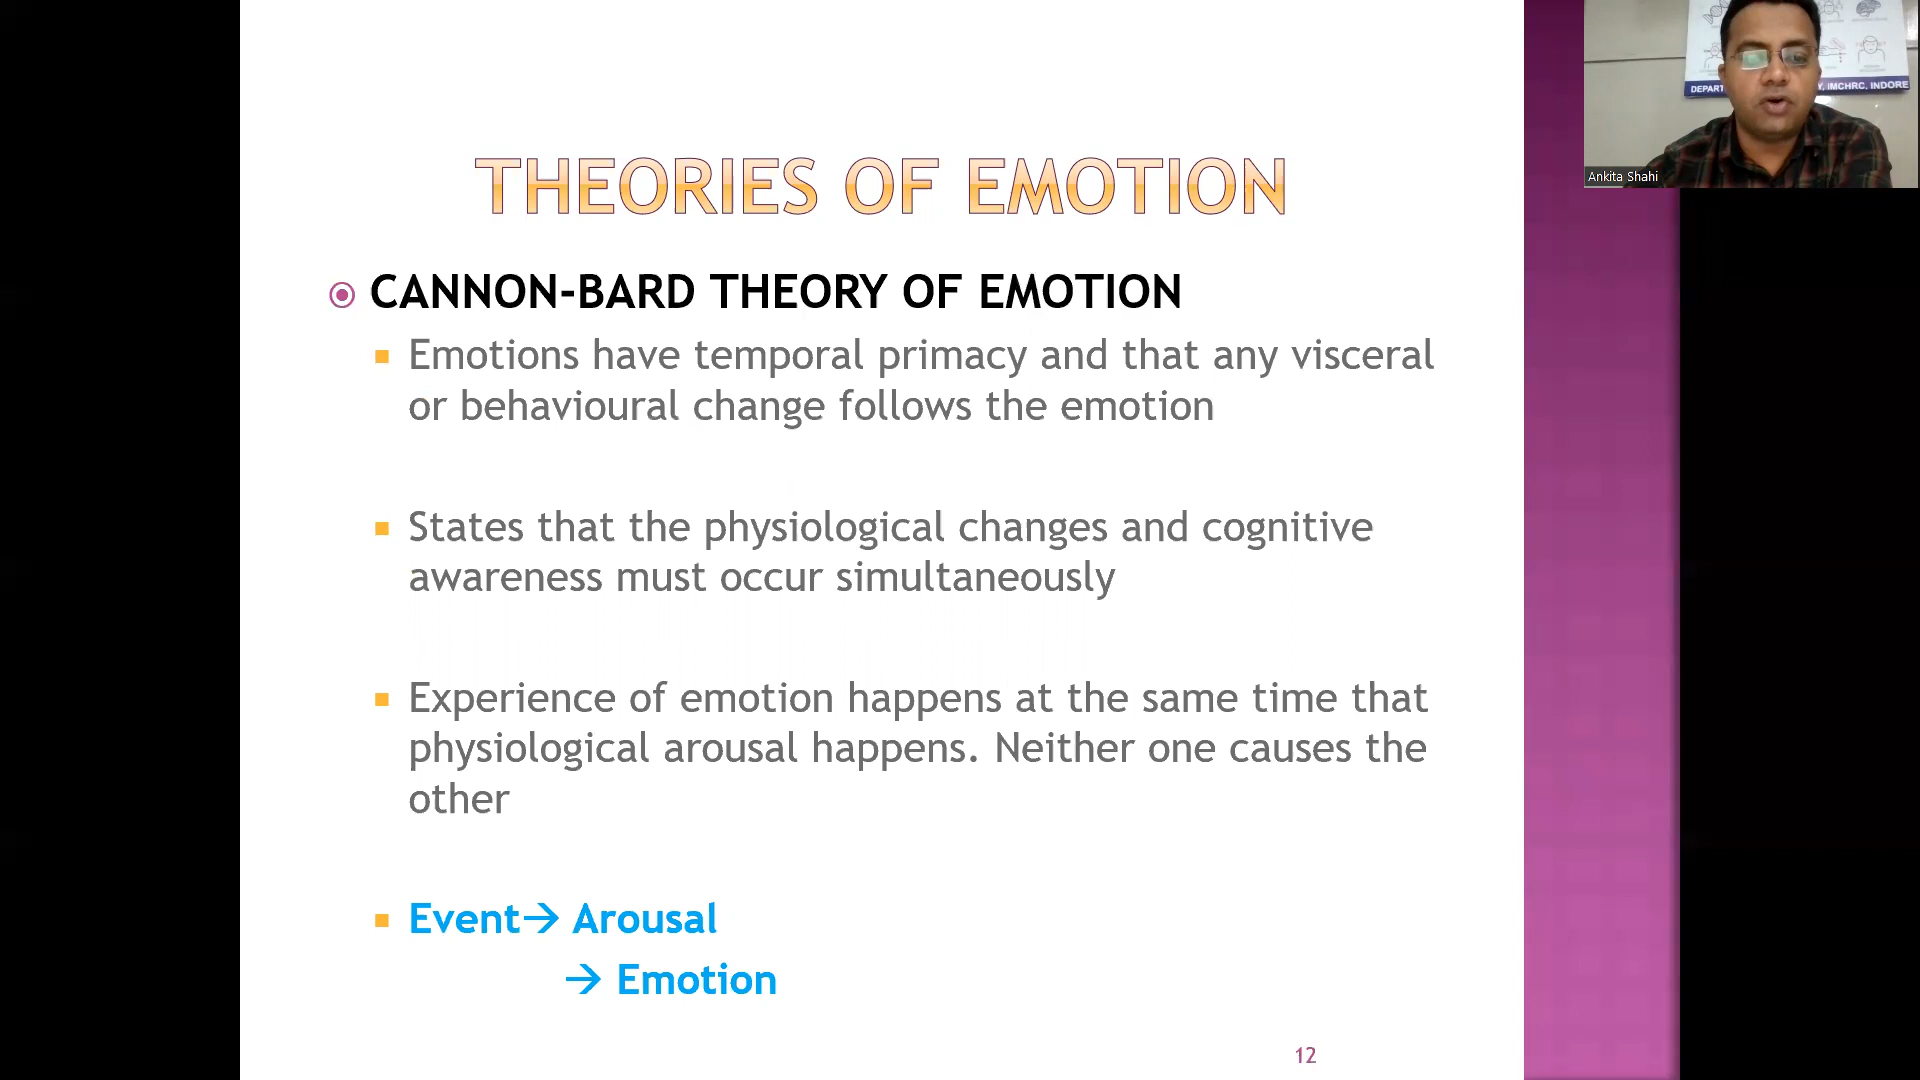 THEORIES OF EMOTION
CANNON-BARD THEORY OF EMOTION
Emotions have temporal primacy and that any visceral
or behavioural change follows the emotion
States that the physiological changes and cognitive
awareness must occur simultaneously
Experience of emotion happens at the same time that
physiological arousal happens. Neither one causes the
other
Event→ Arousal
→ Emotion
12
Y, IMCHRC, INDORE
Ankita Shahi